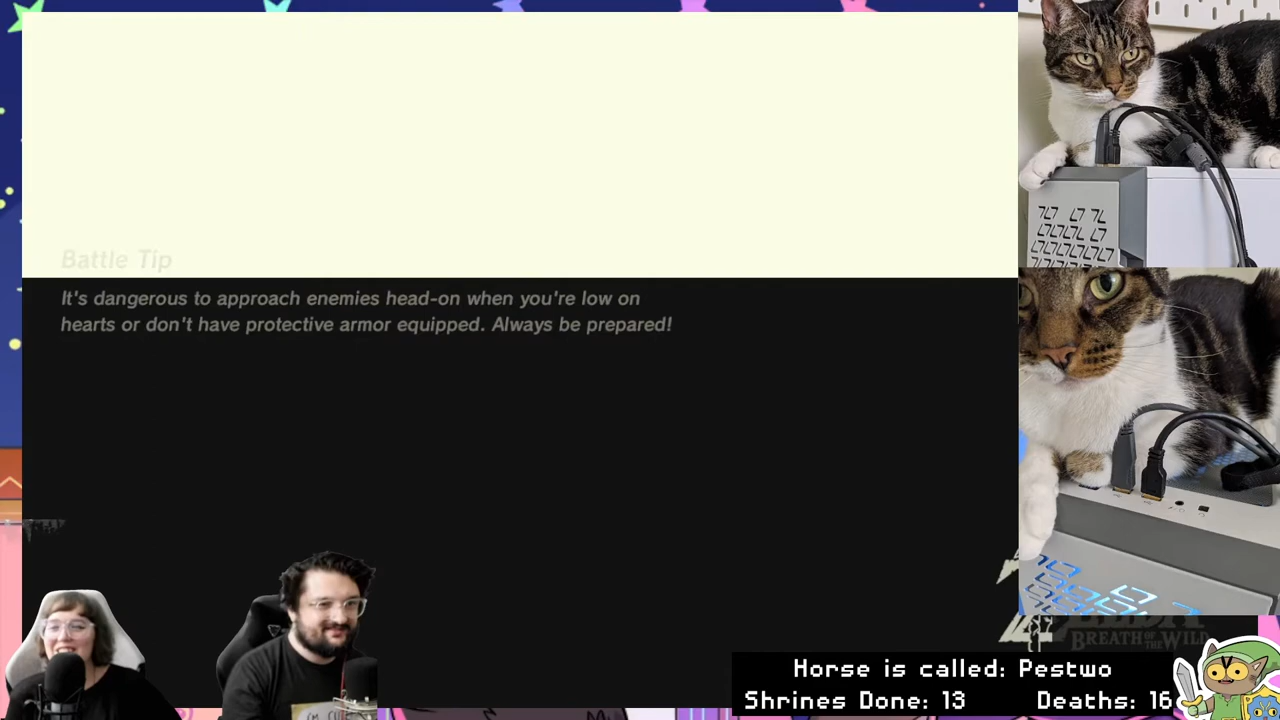 Battle Tip
It's dangerous to approach enemies head-on when you're low on
hearts or don't have protective armor equipped. Always be prepared!
BREATH OF THE WILD
Horse is called: Pestwo
Shrines Done: 13 Deaths: 16